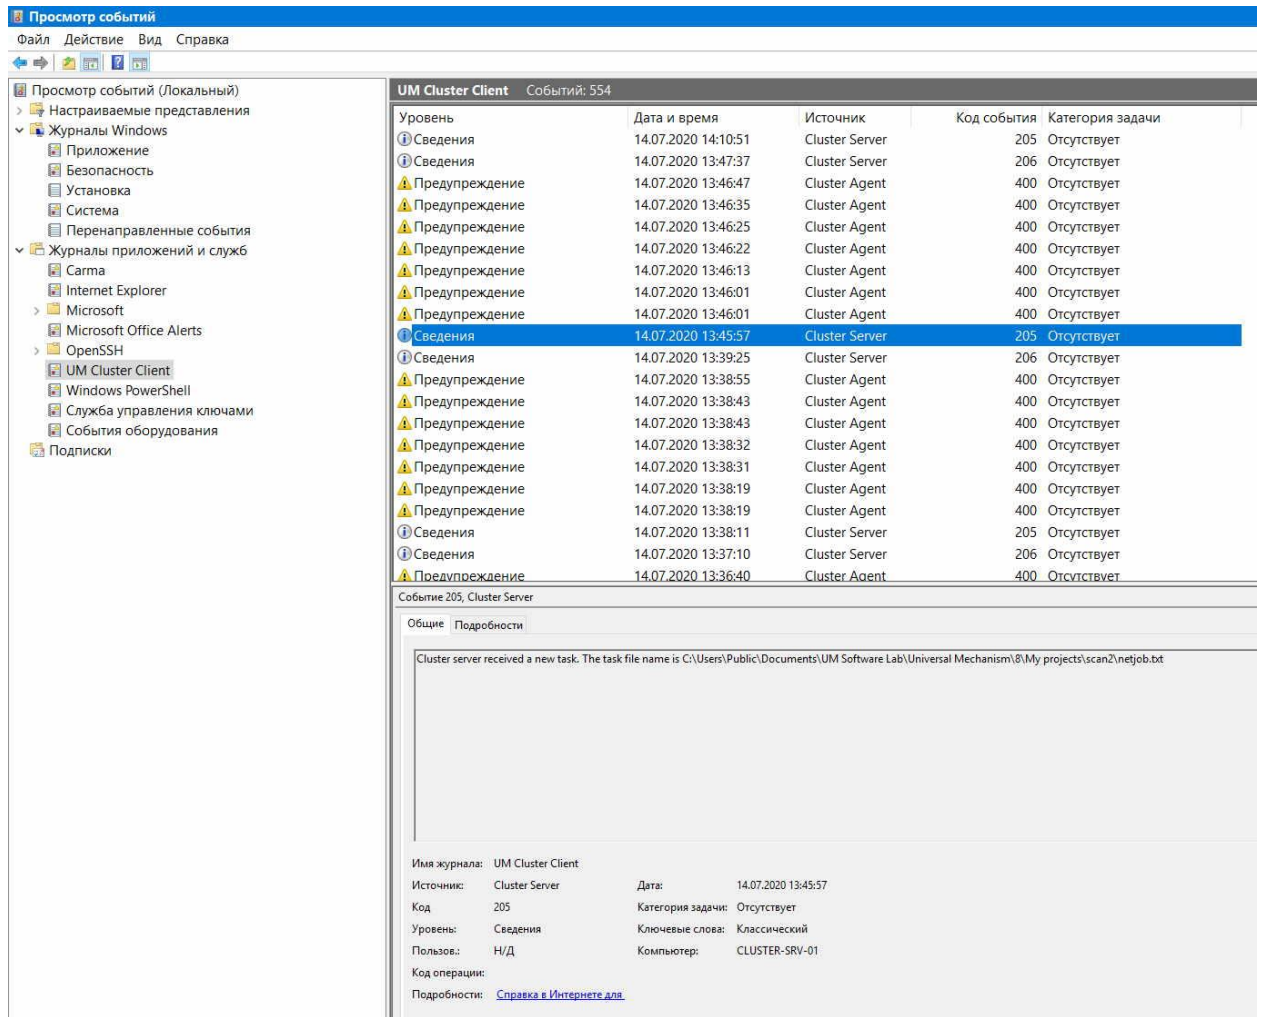 Просмотр событий
Файл Действие Вид Справка
Просмотр событий (Локальный)
Настраиваемые представления
Журналы Windows
Приложение
Безопасность
Установка
Система
Перенаправленные события
Журналы приложений и служб
Carma
Internet Explorer
Microsoft
Microsoft Office Alerts
OpenSSH
UM Cluster Client
Windows PowerShell
Служба управления ключами
События оборудования
Подписки
UM Cluster Client Событий: 554
Уровень Дата и время Источник Код события Категория задачи
Сведения 14.07.2020 14:10:51 Cluster Server 205 Отсутствует
Сведения 14.07.2020 13:47:37 Cluster Server 206 Отсутствует
Предупреждение 14.07.2020 13:46:47 Cluster Agent 400 Отсутствует
Предупреждение 14.07.2020 13:46:35 Cluster Agent 400 Отсутствует
Предупреждение 14.07.2020 13:46:25 Cluster Agent 400 Отсутствует
Предупреждение 14.07.2020 13:46:22 Cluster Agent 400 Отсутствует
Предупреждение 14.07.2020 13:46:13 Cluster Agent 400 Отсутствует
Предупреждение 14.07.2020 13:46:01 Cluster Agent 400 Отсутствует
Предупреждение 14.07.2020 13:46:01 Cluster Agent 400 Отсутствует
Сведения 14.07.2020 13:45:57 Cluster Server 205 Отсутствует
Сведения 14.07.2020 13:39:25 Cluster Server 206 Отсутствует
Предупреждение 14.07.2020 13:38:55 Cluster Agent 400 Отсутствует
Предупреждение 14.07.2020 13:38:43 Cluster Agent 400 Отсутствует
Предупреждение 14.07.2020 13:38:43 Cluster Agent 400 Отсутствует
Предупреждение 14.07.2020 13:38:32 Cluster Agent 400 Отсутствует
Предупреждение 14.07.2020 13:38:31 Cluster Agent 400 Отсутствует
Предупреждение 14.07.2020 13:38:19 Cluster Agent 400 Отсутствует
Предупреждение 14.07.2020 13:38:19 Cluster Agent 400 Отсутствует
Сведения 14.07.2020 13:38:11 Cluster Server 205 Отсутствует
Сведения 14.07.2020 13:37:10 Cluster Server 206 Отсутствует
Предупреждение 14.07.2020 13:36:40 Cluster Agent 400 Отсутствует
Событие 205, Cluster Server
Общие Подробности
Cluster server received a new task. The task file name is C:\Users\Public\Documents\UM Software Lab\Universal Mechanism\8\My projects\scan2\netjob.txt
Имя журнала: UM Cluster Client
Источник: Cluster Server Дата: 14.07.2020 13:45:57
Код 205 Категория задачи: Отсутствует
Уровень: Сведения Ключевые слова: Классический
Пользов.: Н/Д Компьютер: CLUSTER-SRV-01
Код операции:
Подробности: Справка в Интернете для